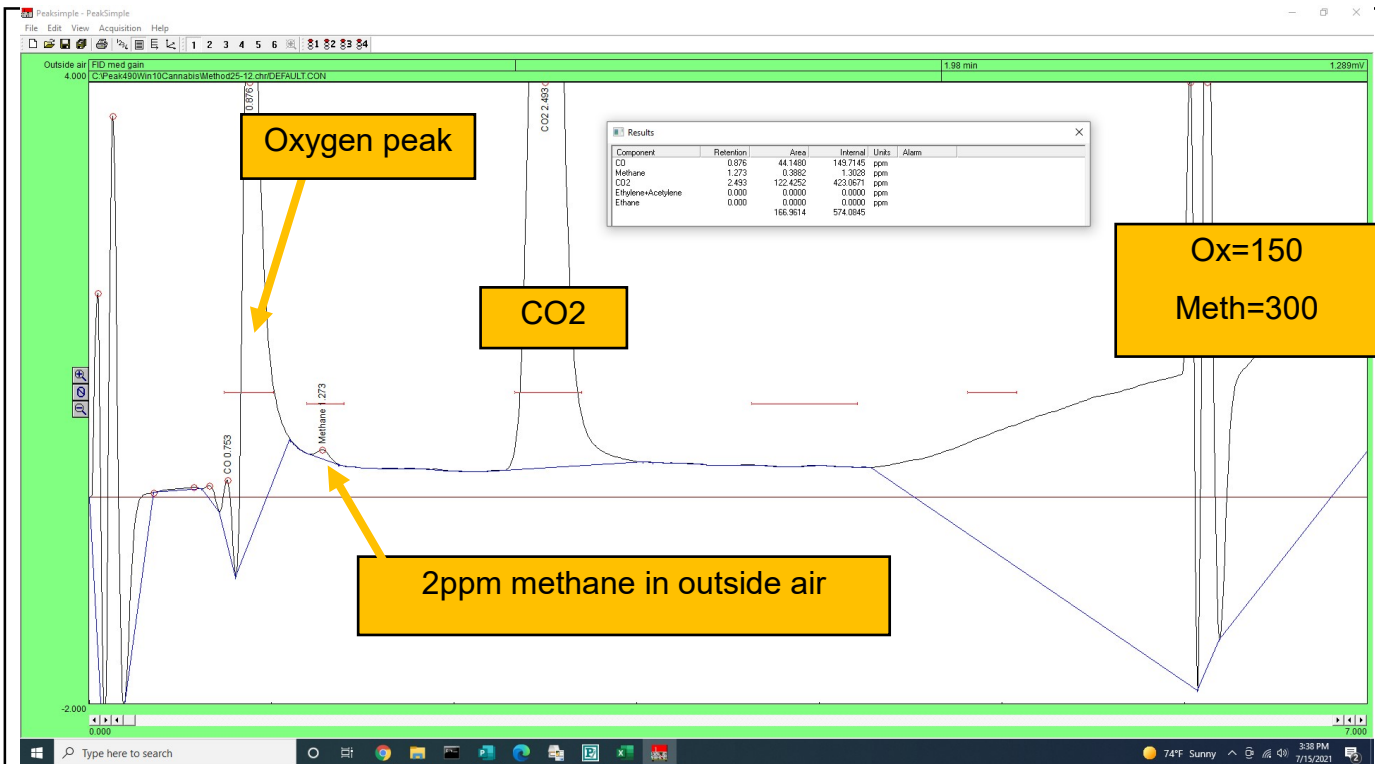 Peaksimple - PeakSimple
File Edit View Acquisition Help
1 2 3 4 5 6 1 2 3 4
Outside air FID med gain 1.98 min 1.289mV
4.000 C:\Peak490Win10Cannabis\Method25-12.chr/DEFAULT.CON
0.876
CO2 2.493
Oxygen peak
Results
Component Retention Area Internal Units Alarm
CO 0.876 44.1480 149.7145 ppm
Methane 1.273 0.3882 1.3028 ppm
CO2 2.493 122.4252 423.0671 ppm
Ethylene+Acetylene 0.000 0.0000 0.0000 ppm
Ethane 0.000 0.0000 0.0000 ppm
166.9614 574.0845
Ox=150
Meth=300
CO2
Methane 1.273
CO 0.753
2ppm methane in outside air
-2.000
0.000 7.000
Type here to search
74°F Sunny
3:38 PM
7/15/2021
2